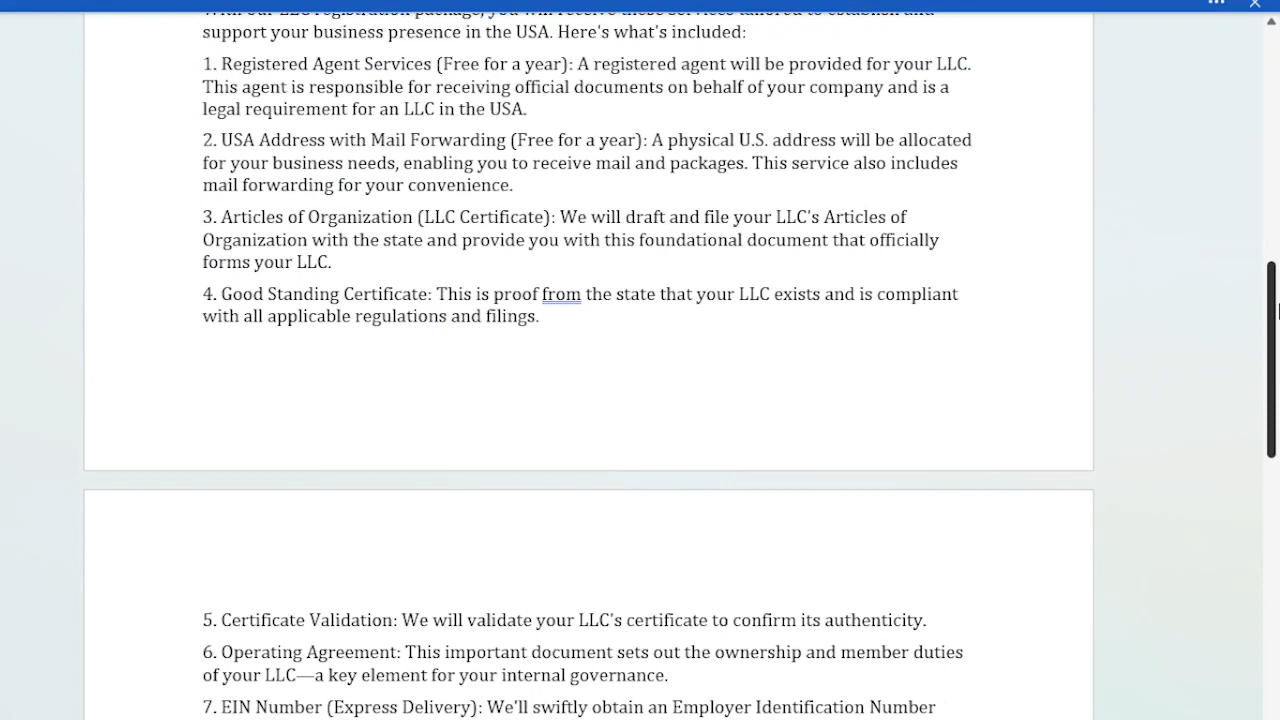 support your business presence in the USA. Here's what's included:
1. Registered Agent Services (Free for a year): A registered agent will be provided for your LLC.
This agent is responsible for receiving official documents on behalf of your company and is a
legal requirement for an LLC in the USA.
2. USA Address with Mail Forwarding (Free for a year): A physical U.S. address will be allocated
for your business needs, enabling you to receive mail and packages. This service also includes
mail forwarding for your convenience.
3. Articles of Organization (LLC Certificate): We will draft and file your LLC's Articles of
Organization with the state and provide you with this foundational document that officially
forms your LLC.
4. Good Standing Certificate: This is proof from the state that your LLC exists and is compliant
with all applicable regulations and filings.
5. Certificate Validation: We will validate your LLC's certificate to confirm its authenticity.
6. Operating Agreement: This important document sets out the ownership and member duties
of your LLC—a key element for your internal governance.
7. EIN Number (Express Delivery): We'll swiftly obtain an Employer Identification Number